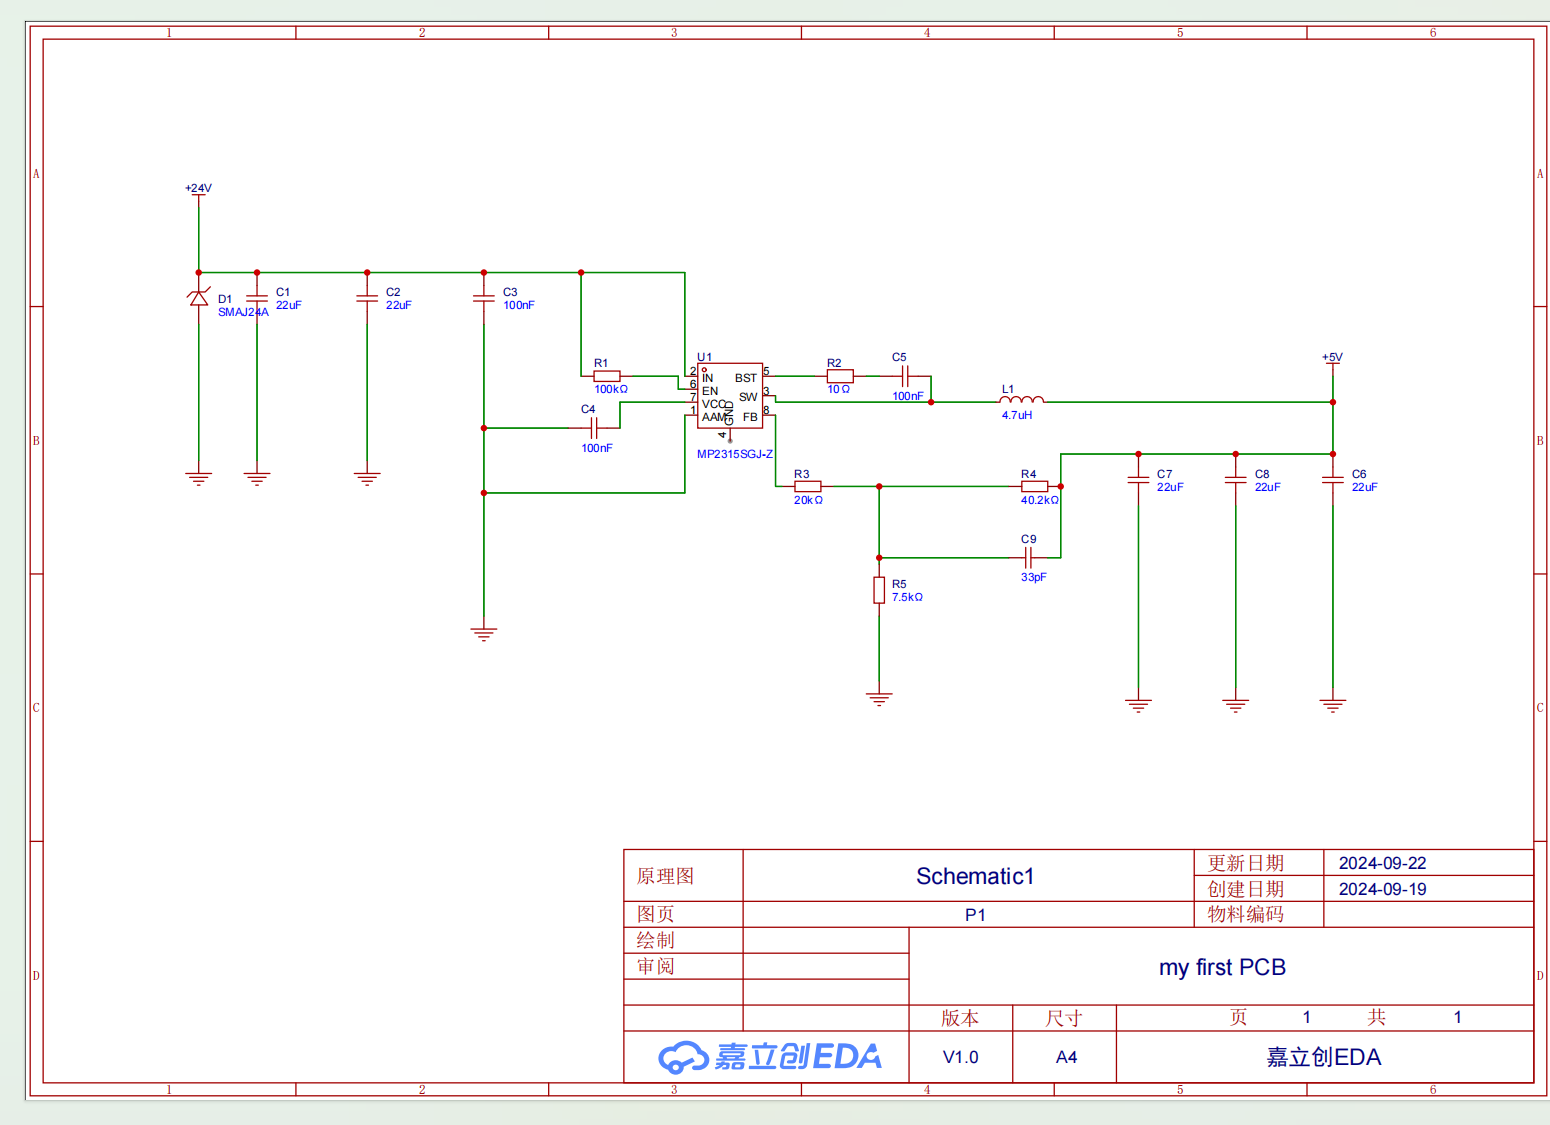 1 2 3 4 5 6
A A
+24V
D1
SMAJ24A
C1
22uF
C2
22uF
C3
100nF
R1
100kΩ
C4
100nF
U1
2 IN
6 EN
7 VCC
1 AAM
GND 4
BST 5
SW 3
FB 8
MP2315SGJ-Z
R2
10Ω
C5
100nF
L1
4.7uH
+5V
B B
R3
20kΩ
R4
40.2kΩ
C9
33pF
R5
7.5kΩ
C7
22uF
C8
22uF
C6
22uF
C C
原理图 Schematic1
更新日期 2024-09-22
创建日期 2024-09-19
图页 P1 物料编码
绘制
审阅
my first PCB
D D
版本 尺寸 页 1 共 1
嘉立创EDA V1.0 A4 嘉立创EDA
1 2 3 4 5 6